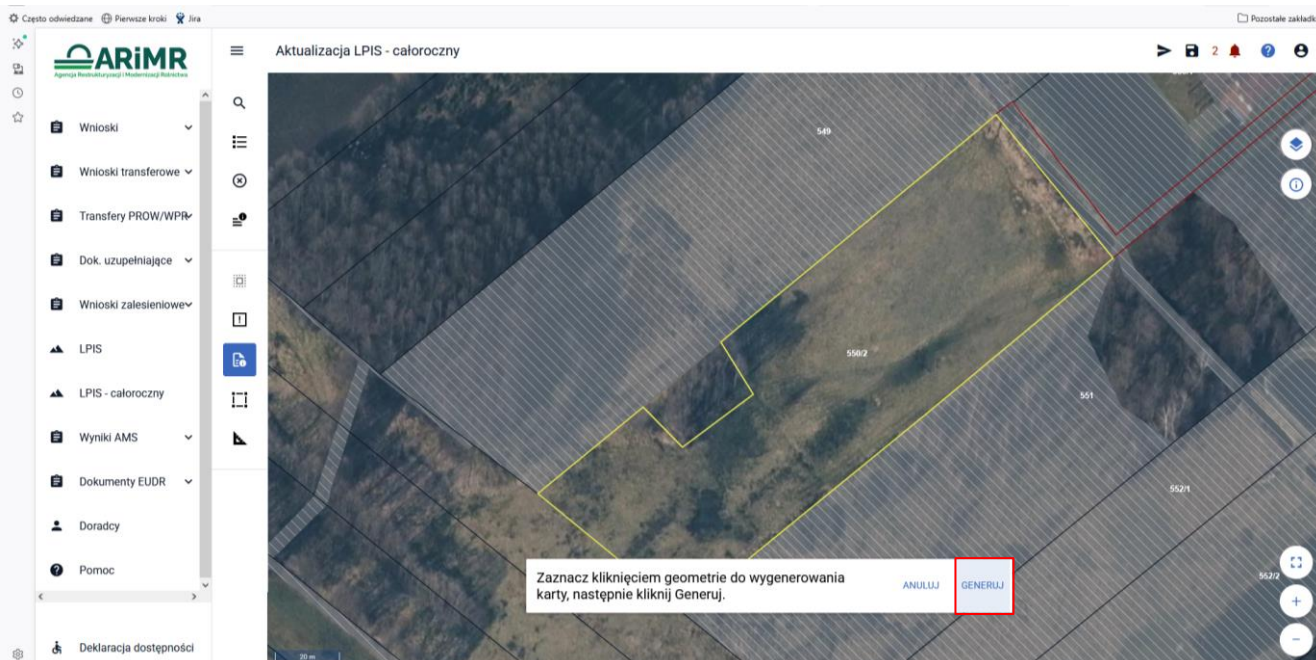 Często odwiedzane Pierwsze kroki Jira Pozostałe zakładk
ARiMR
Agencja Restrukturyzacji i Modernizacji Rolnictwa
Aktualizacja LPIS - całoroczny
2
Wnioski
Wnioski transferowe
Transfery PROW/WPR
Dok. uzupełniające
Wnioski zalesieniowe
LPIS
LPIS - całoroczny
Wyniki AMS
Dokumenty EUDR
Doradcy
Pomoc
Deklaracja dostępności
549
550/2
551
552/1
552/2
Zaznacz kliknięciem geometrie do wygenerowania
karty, następnie kliknij Generuj.
ANULUJ GENERUJ
20 m